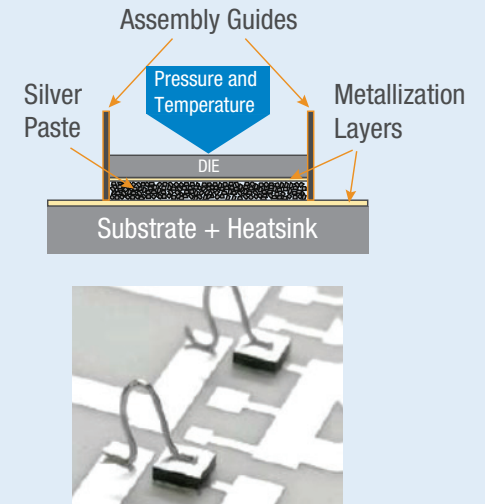 Assembly Guides
Pressure and
Temperature
Silver
Paste
Metallization
Layers
DIE
Substrate + Heatsink